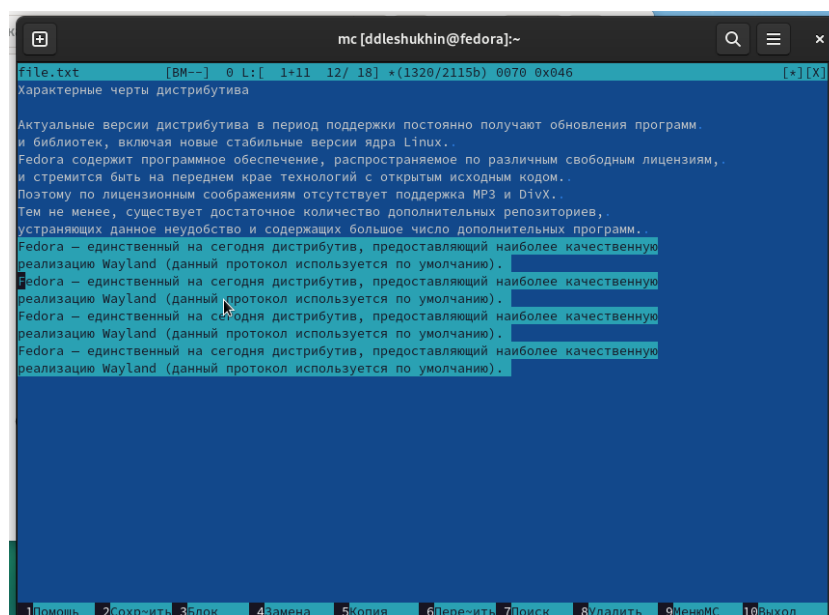 mc [ddleshukhin@fedora]:~
file.txt [BM--] 0 L:[ 1+11 12/ 18] *(1320/2115b) 0070 0x046 [*][X]
Характерные черты дистрибутива
Актуальные версии дистрибутива в период поддержки постоянно получают обновления программ.
и библиотек, включая новые стабильные версии ядра Linux..
Fedora содержит программное обеспечение, распространяемое по различным свободным лицензиям,.
и стремится быть на переднем крае технологий с открытым исходным кодом..
Поэтому по лицензионным соображениям отсутствует поддержка MP3 и DivX..
Тем не менее, существует достаточное количество дополнительных репозиториев,.
устраняющих данное неудобство и содержащих большое число дополнительных программ..
Fedora — единственный на сегодня дистрибутив, предоставляющий наиболее качественную
реализацию Wayland (данный протокол используется по умолчанию).
Fedora — единственный на сегодня дистрибутив, предоставляющий наиболее качественную
реализацию Wayland (данный протокол используется по умолчанию).
Fedora — единственный на сегодня дистрибутив, предоставляющий наиболее качественную
реализацию Wayland (данный протокол используется по умолчанию).
Fedora — единственный на сегодня дистрибутив, предоставляющий наиболее качественную
реализацию Wayland (данный протокол используется по умолчанию).
1Помощь 2Сохр~ить 3Блок 4Замена 5Копия 6Пере~ить 7Поиск 8Удалить 9МенюMC 10Выход